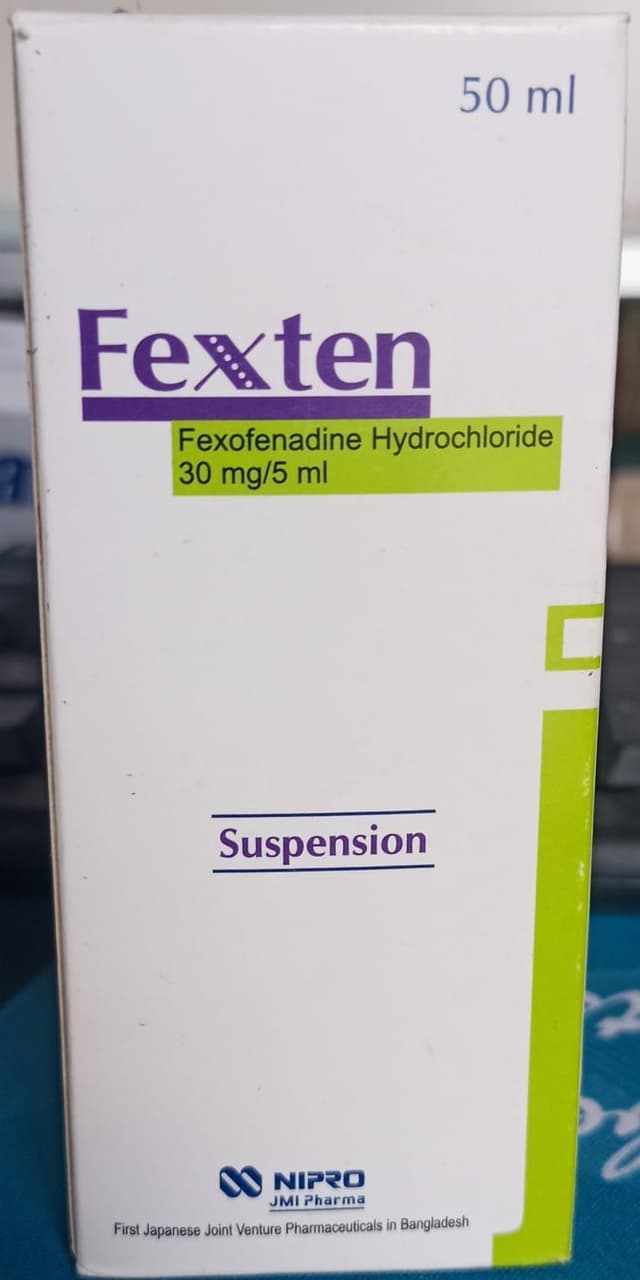 50 ml
Fexten
Fexofenadine Hydrochloride
30 mg/5 ml
Suspension
NIPRO
JMI Pharma
First Japanese Joint Venture Pharmaceuticals in Bangladesh